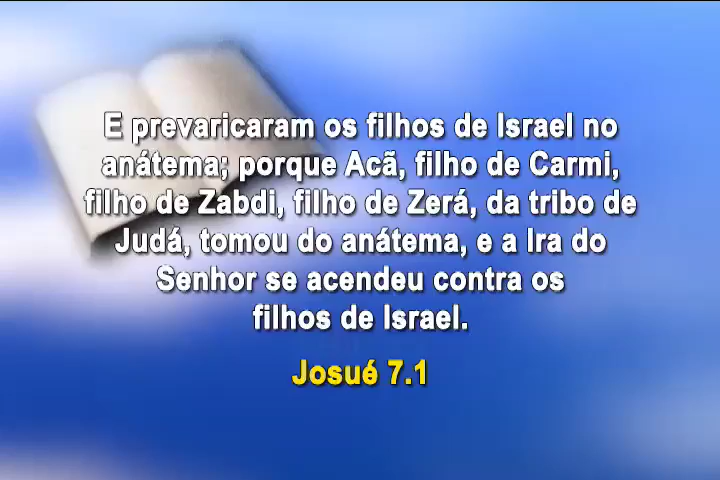 E prevaricaram os filhos de Israel no
anátema; porque Acã, filho de Carmi,
filho de Zabdi, filho de Zerá, da tribo de
Judá, tomou do anátema, e a Ira do
Senhor se acendeu contra os
filhos de Israel.
Josué 7.1